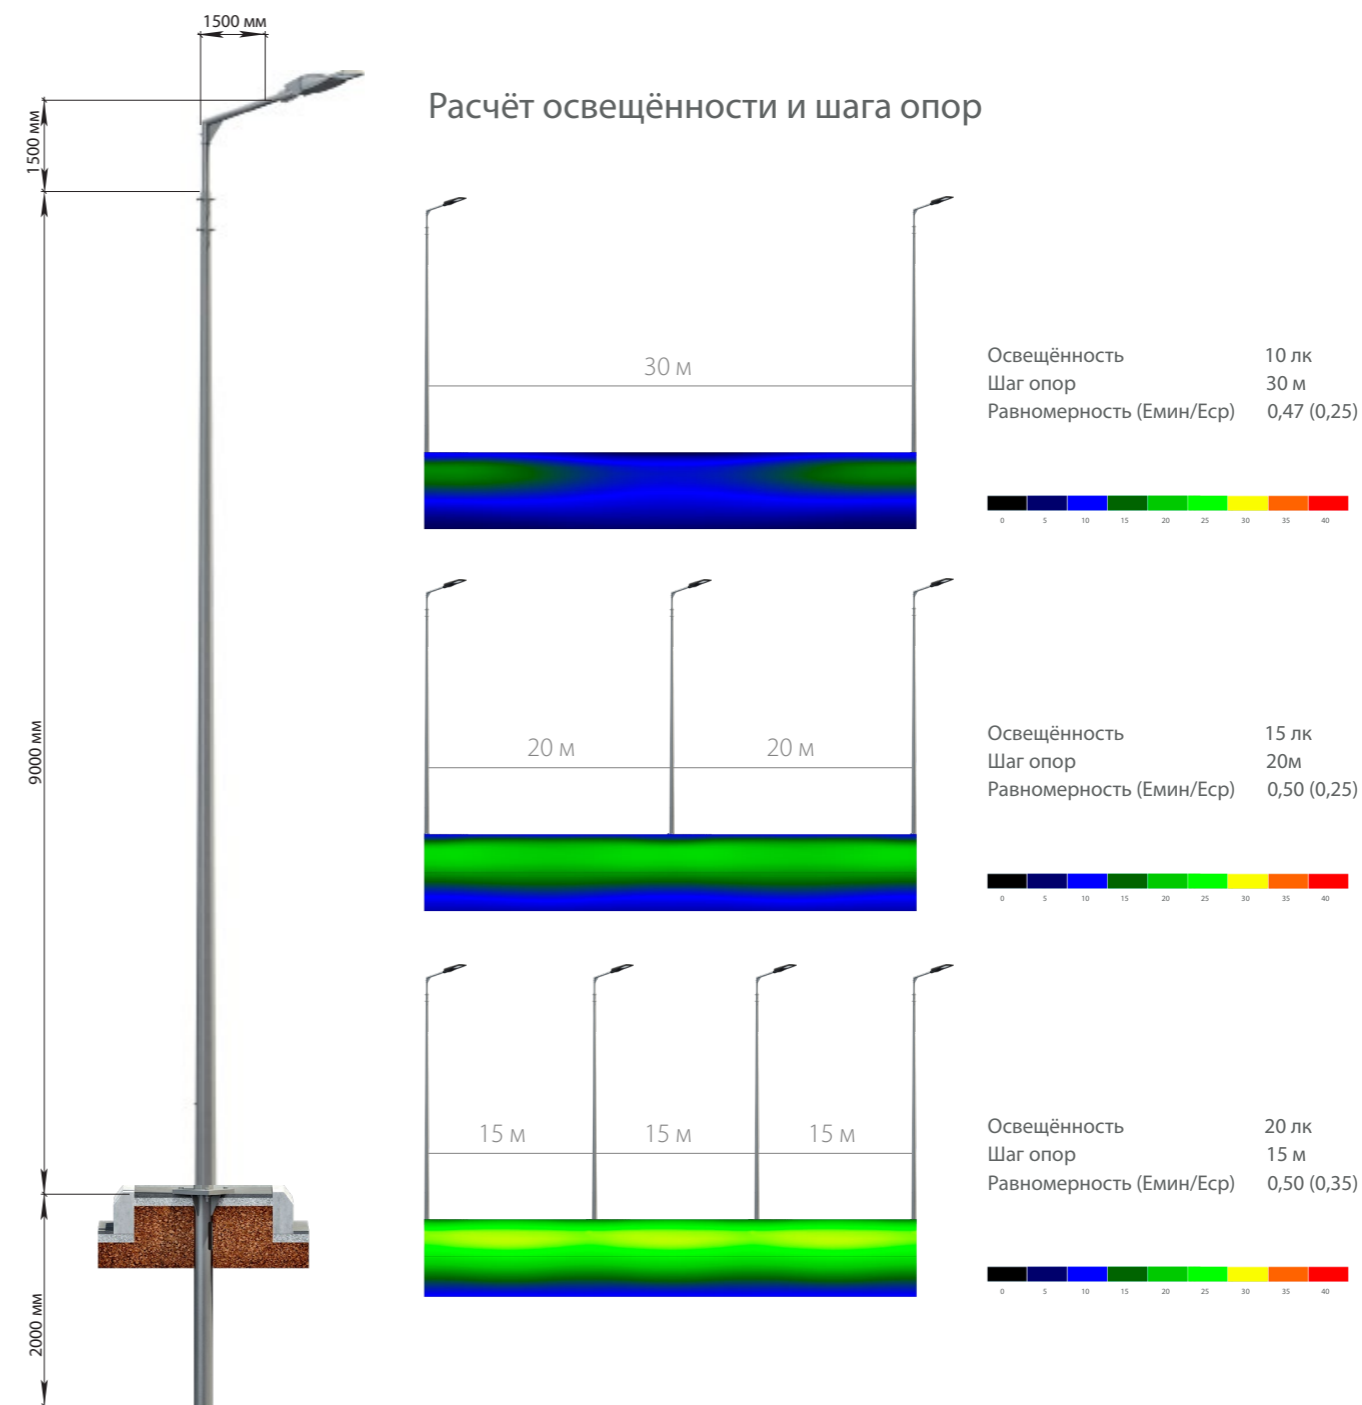 1500 мм
1500 мм
Расчёт освещённости и шага опор
9000 мм
2000 мм
30 м
Освещённость 10 лк
Шаг опор 30 м
Равномерность (Емин/Еср) 0,47 (0,25)
0 5 10 15 20 25 30 35 40
20 м 20 м
Освещённость 15 лк
Шаг опор 20м
Равномерность (Емин/Еср) 0,50 (0,25)
0 5 10 15 20 25 30 35 40
15 м 15 м 15 м
Освещённость 20 лк
Шаг опор 15 м
Равномерность (Емин/Еср) 0,50 (0,35)
0 5 10 15 20 25 30 35 40